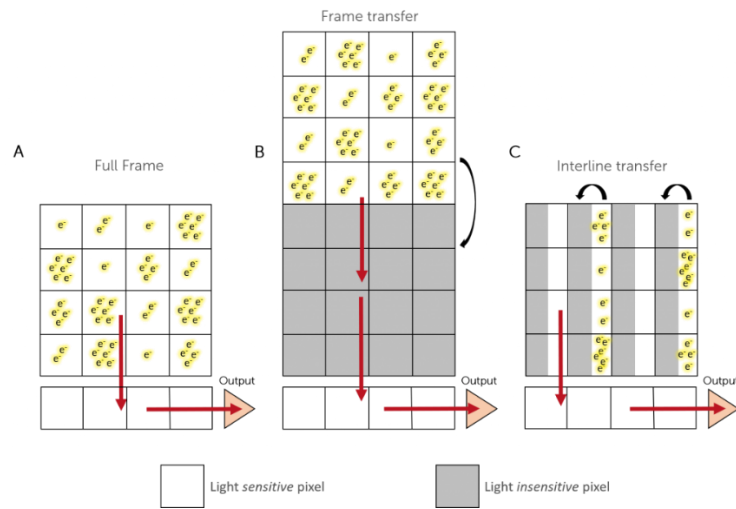 Frame transfer
A
Full Frame
B
C
Interline transfer
e⁻ e⁻ e⁻ e⁻ e⁻ e⁻ e⁻ e⁻ e⁻ e⁻
Output
Output
Output
Light sensitive pixel
Light insensitive pixel